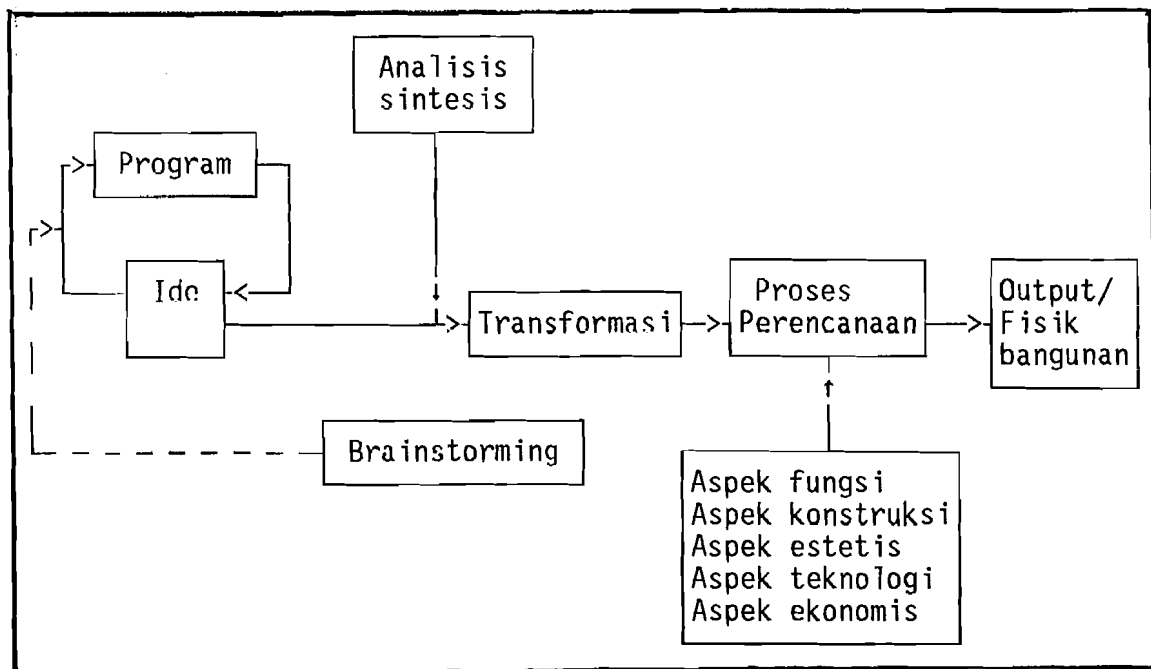 Analisis
sintesis
Program
Ide
Transformasi
Proses
Perencanaan
Output/
Fisik
bangunan
Brainstorming
Aspek fungsi
Aspek konstruksi
Aspek estetis
Aspek teknologi
Aspek ekonomis